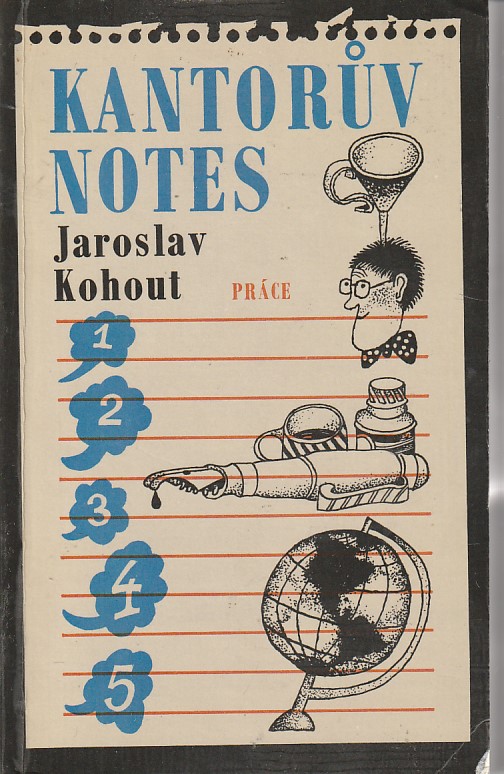 KANTORŮV
NOTES
Jaroslav
Kohout
PRÁCE
1
2
3
4
5